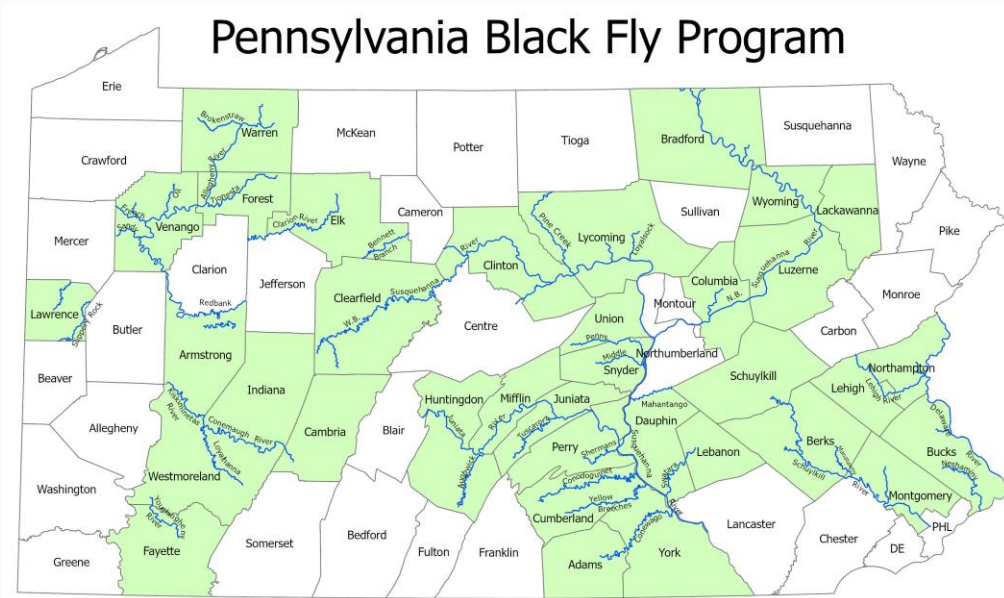 Pennsylvania Black Fly Program
Erie
Crawford
Warren
Brokenstraw
McKean
Potter
Tioga
Bradford
Susquehanna
Wayne
Allegheny River
Tionesta
Forest
Oil
French
Sandy
Venango
Mercer
Clarion River
Elk
Cameron
Bennett
Branch
Pine Creek
Lycoming
Loyalsock
Sullivan
Wyoming
Lackawanna
Pike
Clarion
Jefferson
Clearfield
W.B.
Susquehanna
River
Clinton
Columbia
N.B.
Susquehanna
River
Luzerne
Monroe
Lawrence
Slippery Rock
Butler
Redbank
Armstrong
Centre
Union
Montour
Northumberland
Carbon
Penns
Middle
Snyder
Schuylkill
Northampton
Lehigh
Lehigh
River
Beaver
Indiana
Cambria
Blair
Huntingdon
Mifflin
Juniata
Mahantango
Dauphin
Allegheny
Kiskiminetas
River
Conemaugh River
Loyalhanna
Westmoreland
Juniata
River
Tuscarora
Perry
Shermans
Susquehanna
River
Swatara
Lebanon
Berks
Schuylkill
River
Delaware
River
Bucks
Neshaminy
Montgomery
Washington
Youghiogheny
River
Fayette
Greene
Somerset
Bedford
Fulton
Franklin
Conodoguinet
Yellow
Breeches
Cumberland
Conewago
Adams
York
Lancaster
Chester
DE
PHL